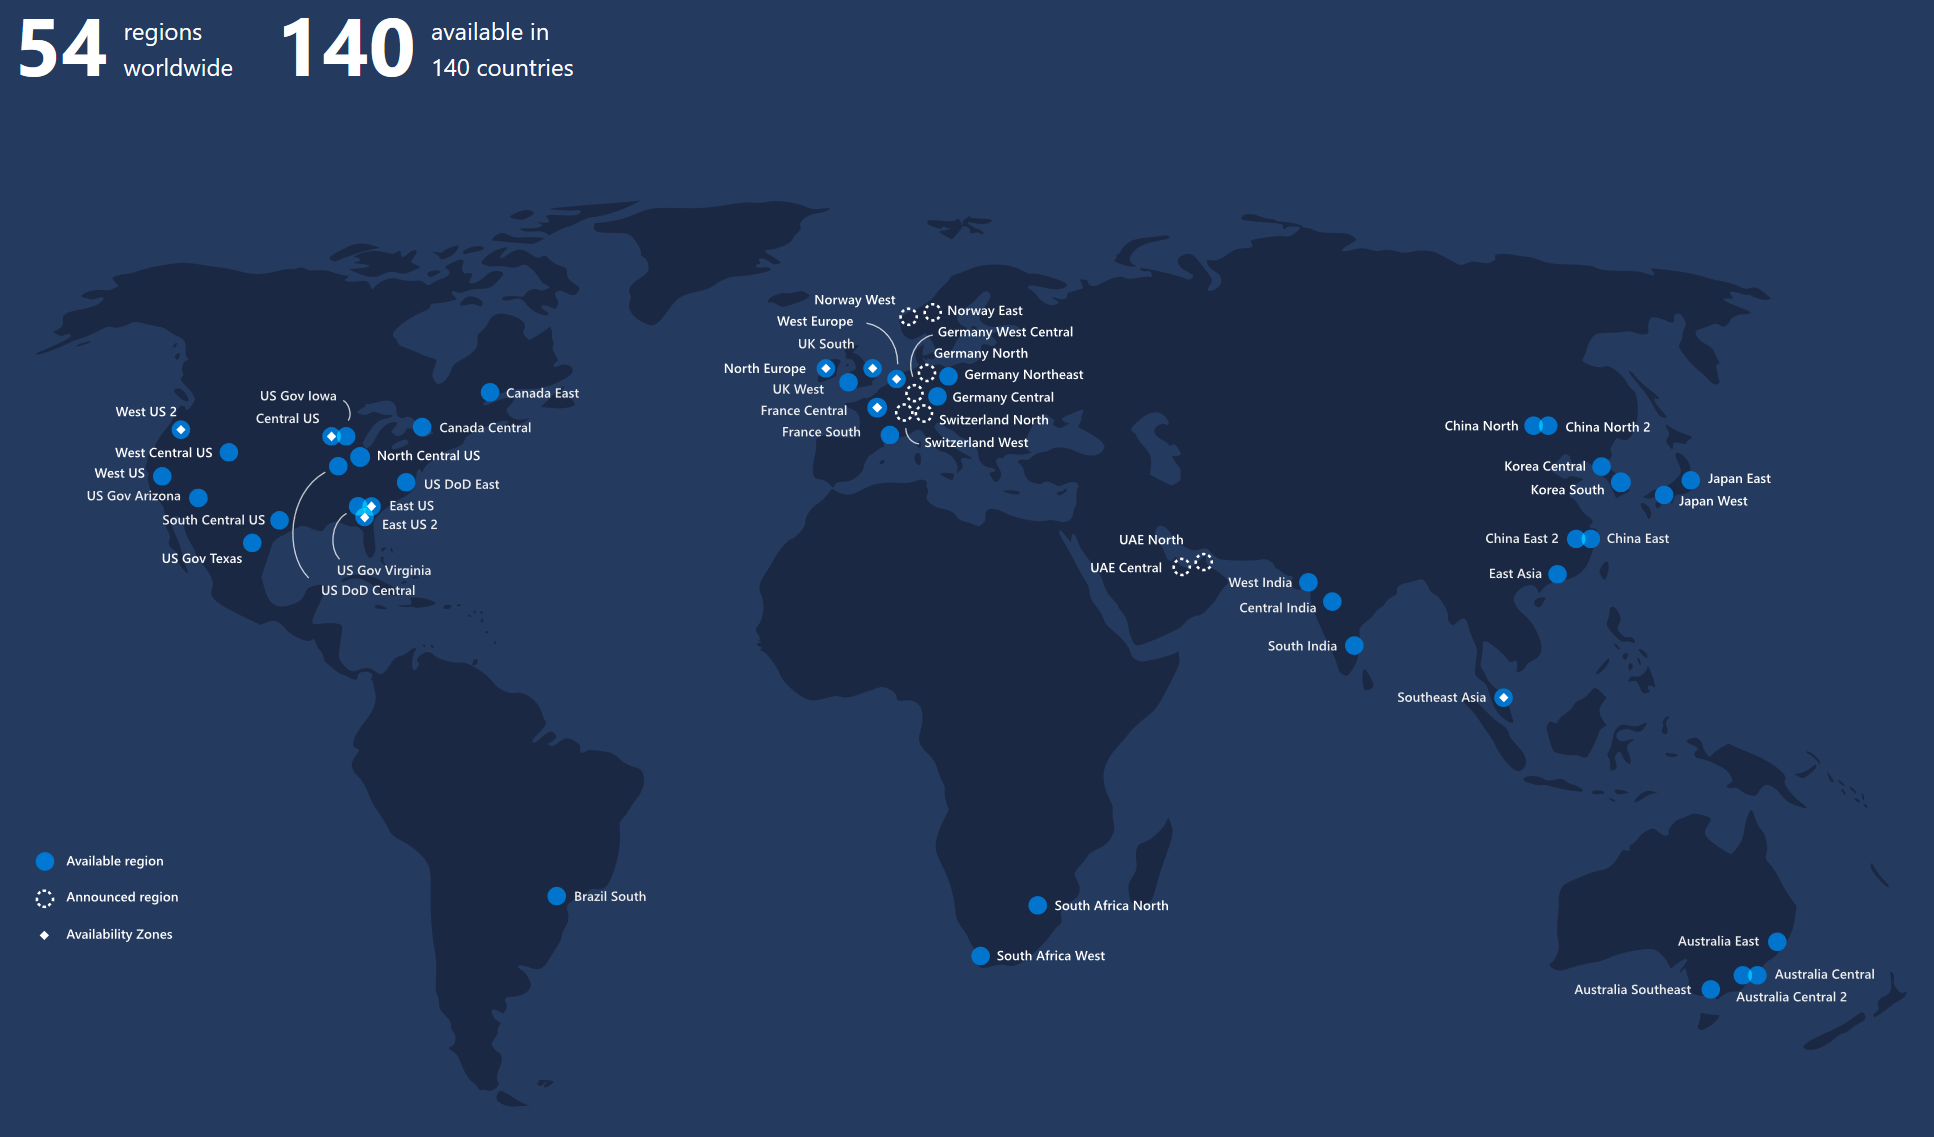 54 regions worldwide
140 available in 140 countries
Norway West
Norway East
West Europe
Germany West Central
UK South
Germany North
North Europe
Germany Northeast
UK West
Germany Central
France Central
Switzerland North
France South
Switzerland West
US Gov Iowa
Canada East
West US 2
Central US
Canada Central
West Central US
North Central US
West US
US DoD East
US Gov Arizona
East US
South Central US
East US 2
US Gov Texas
US Gov Virginia
US DoD Central
China North
China North 2
Korea Central
Japan East
Korea South
Japan West
UAE North
China East 2
China East
UAE Central
East Asia
West India
Central India
South India
Southeast Asia
Available region
Announced region
Availability Zones
Brazil South
South Africa North
South Africa West
Australia East
Australia Central
Australia Southeast
Australia Central 2